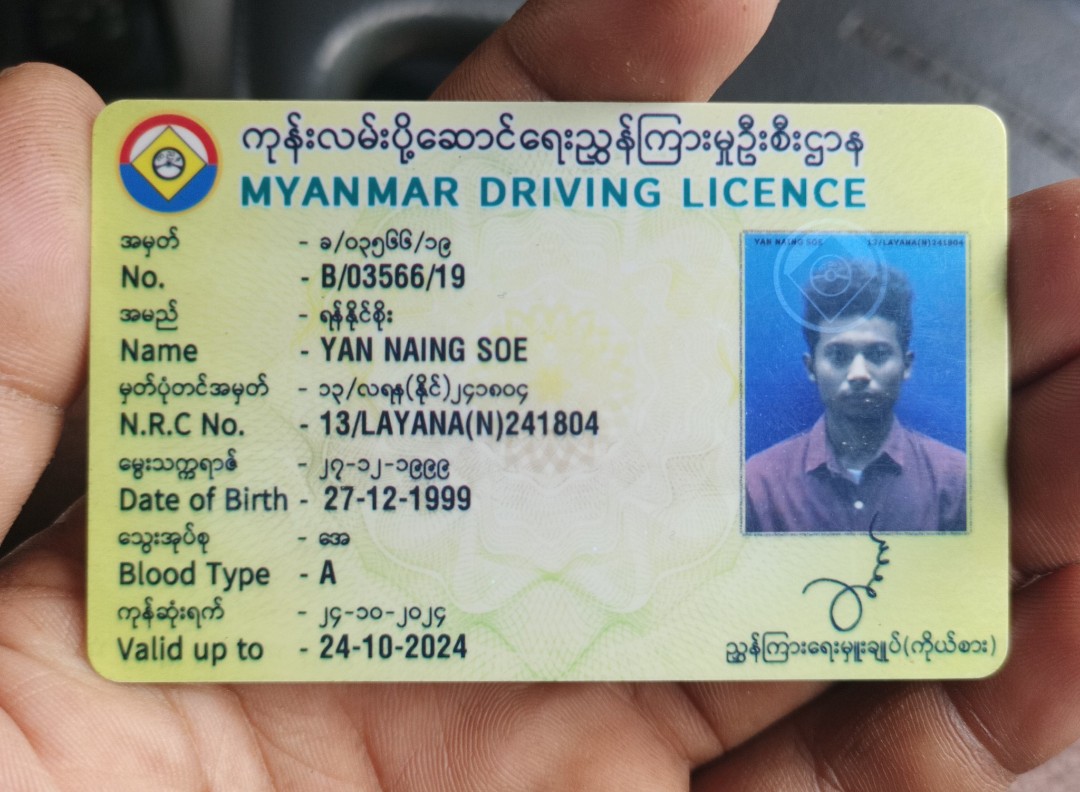 ကုန်းလမ်းပို့ဆောင်ရေးညွှန်ကြားမှုဦးစီးဌာန
MYANMAR DRIVING LICENCE
အမှတ် - ခ/၀၃၅၆၆/၁၉
No. - B/03566/19
အမည် - ရန်နိုင်စိုး
Name - YAN NAING SOE
မှတ်ပုံတင်အမှတ် - ၁၃/လရန(နိုင်)၂၄၁၈၀၄
N.R.C No. - 13/LAYANA(N)241804
မွေးသက္ကရာဇ် - ၂၇-၁၂-၁၉၉၉
Date of Birth - 27-12-1999
သွေးအုပ်စု - အေ
Blood Type - A
ကုန်ဆုံးရက် - ၂၄-၁၀-၂၀၂၄
Valid up to - 24-10-2024
YAN NAING SOE 13/LAYANA(N)241804
ညွှန်ကြားရေးမှူးချုပ်(ကိုယ်စား)